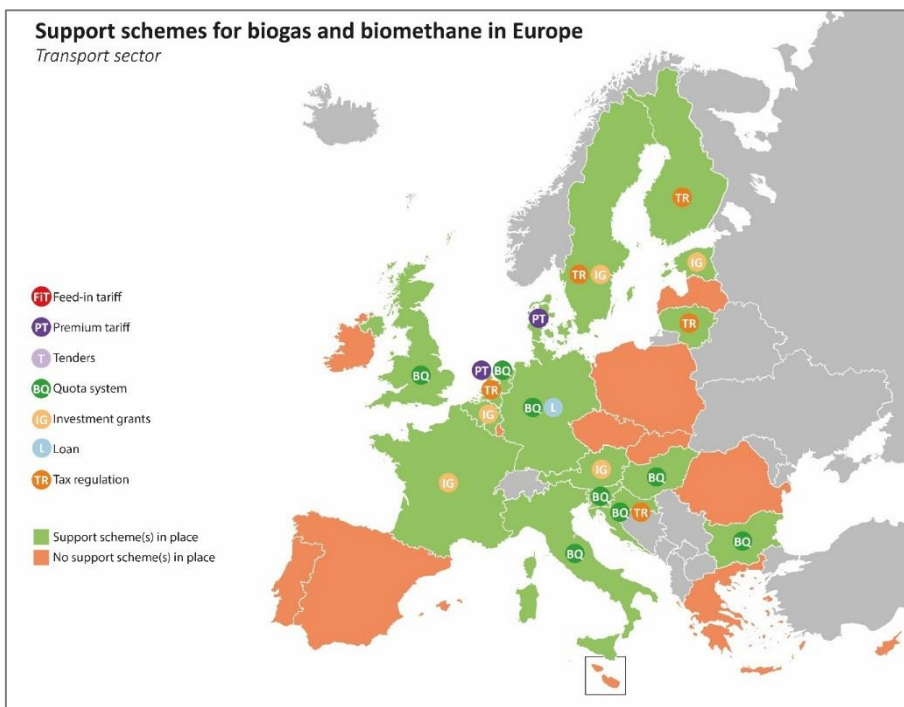 Support schemes for biogas and biomethane in Europe
Transport sector
TR
TR IG
IG
TR
FiT Feed-in tariff
PT Premium tariff
T Tenders
BQ Quota system
IG Investment grants
L Loan
TR Tax regulation
PT
PT BQ
TR
BQ
IG
BQ L
IG
IG
BQ
BQ
BQ TR
BQ
BQ
Support scheme(s) in place
No support scheme(s) in place